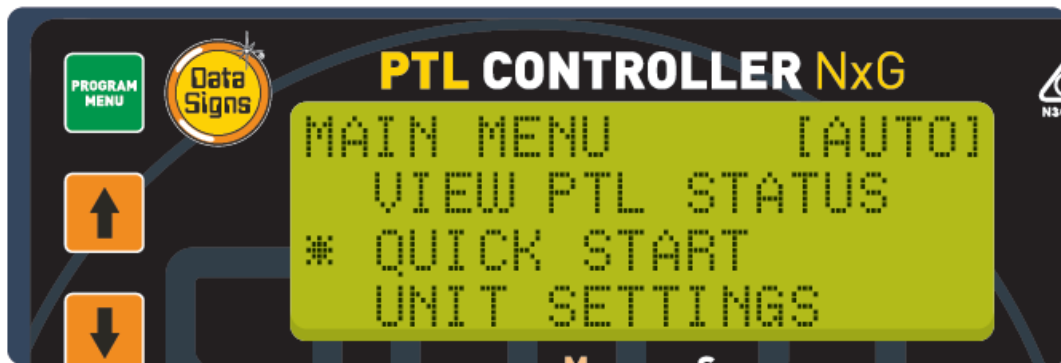 PROGRAM
MENU
Data
Signs
PTL CONTROLLER NxG
MAIN MENU [AUTO]
VIEW PTL STATUS
* QUICK START
UNIT SETTINGS